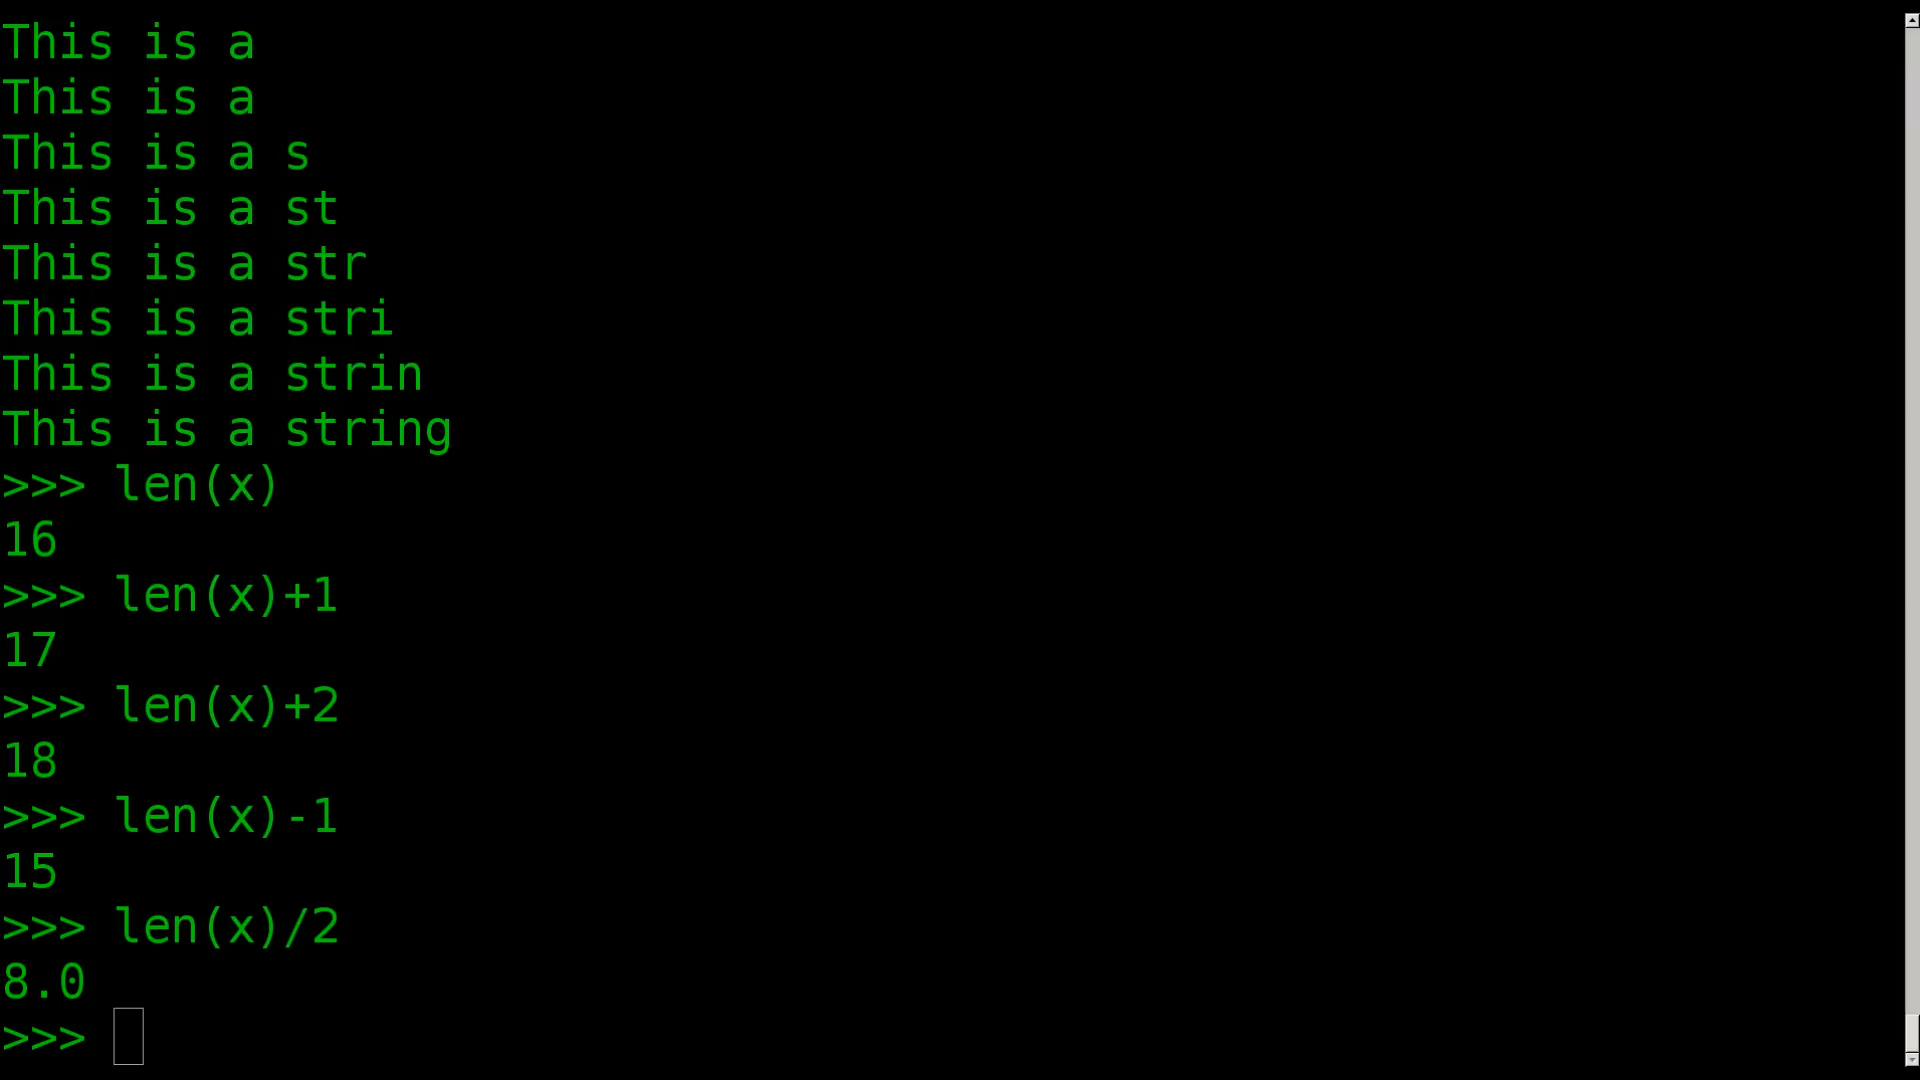 This is a
This is a
This is a s
This is a st
This is a str
This is a stri
This is a strin
This is a string
>>> len(x)
16
>>> len(x)+1
17
>>> len(x)+2
18
>>> len(x)-1
15
>>> len(x)/2
8.0
>>>